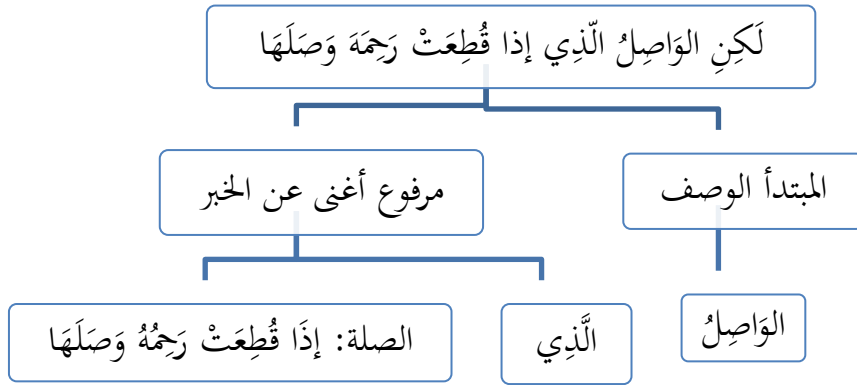 لَكِنِ الوَاصِلُ الّذِي إذا قُطِعَتْ رَحِمَهَ وَصَلَهَا
المبتدأ الوصف
مرفوع أغنى عن الخبر
الوَاصِلُ
الَّذِي
الصلة: إذَا قُطِعَتْ رَحِمُهُ وَصَلَهَا